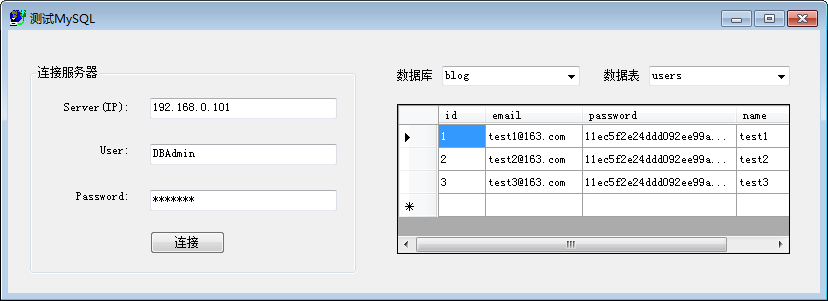 测试MySQL
连接服务器
Server(IP): 192.168.0.101
User: DBAdmin
Password: *******
连接
数据库 blog 数据表 users
id email password name
1 test1@163.com 11ec5f2e24ddd092ee99a... test1
2 test2@163.com 11ec5f2e24ddd092ee99a... test2
3 test3@163.com 11ec5f2e24ddd092ee99a... test3